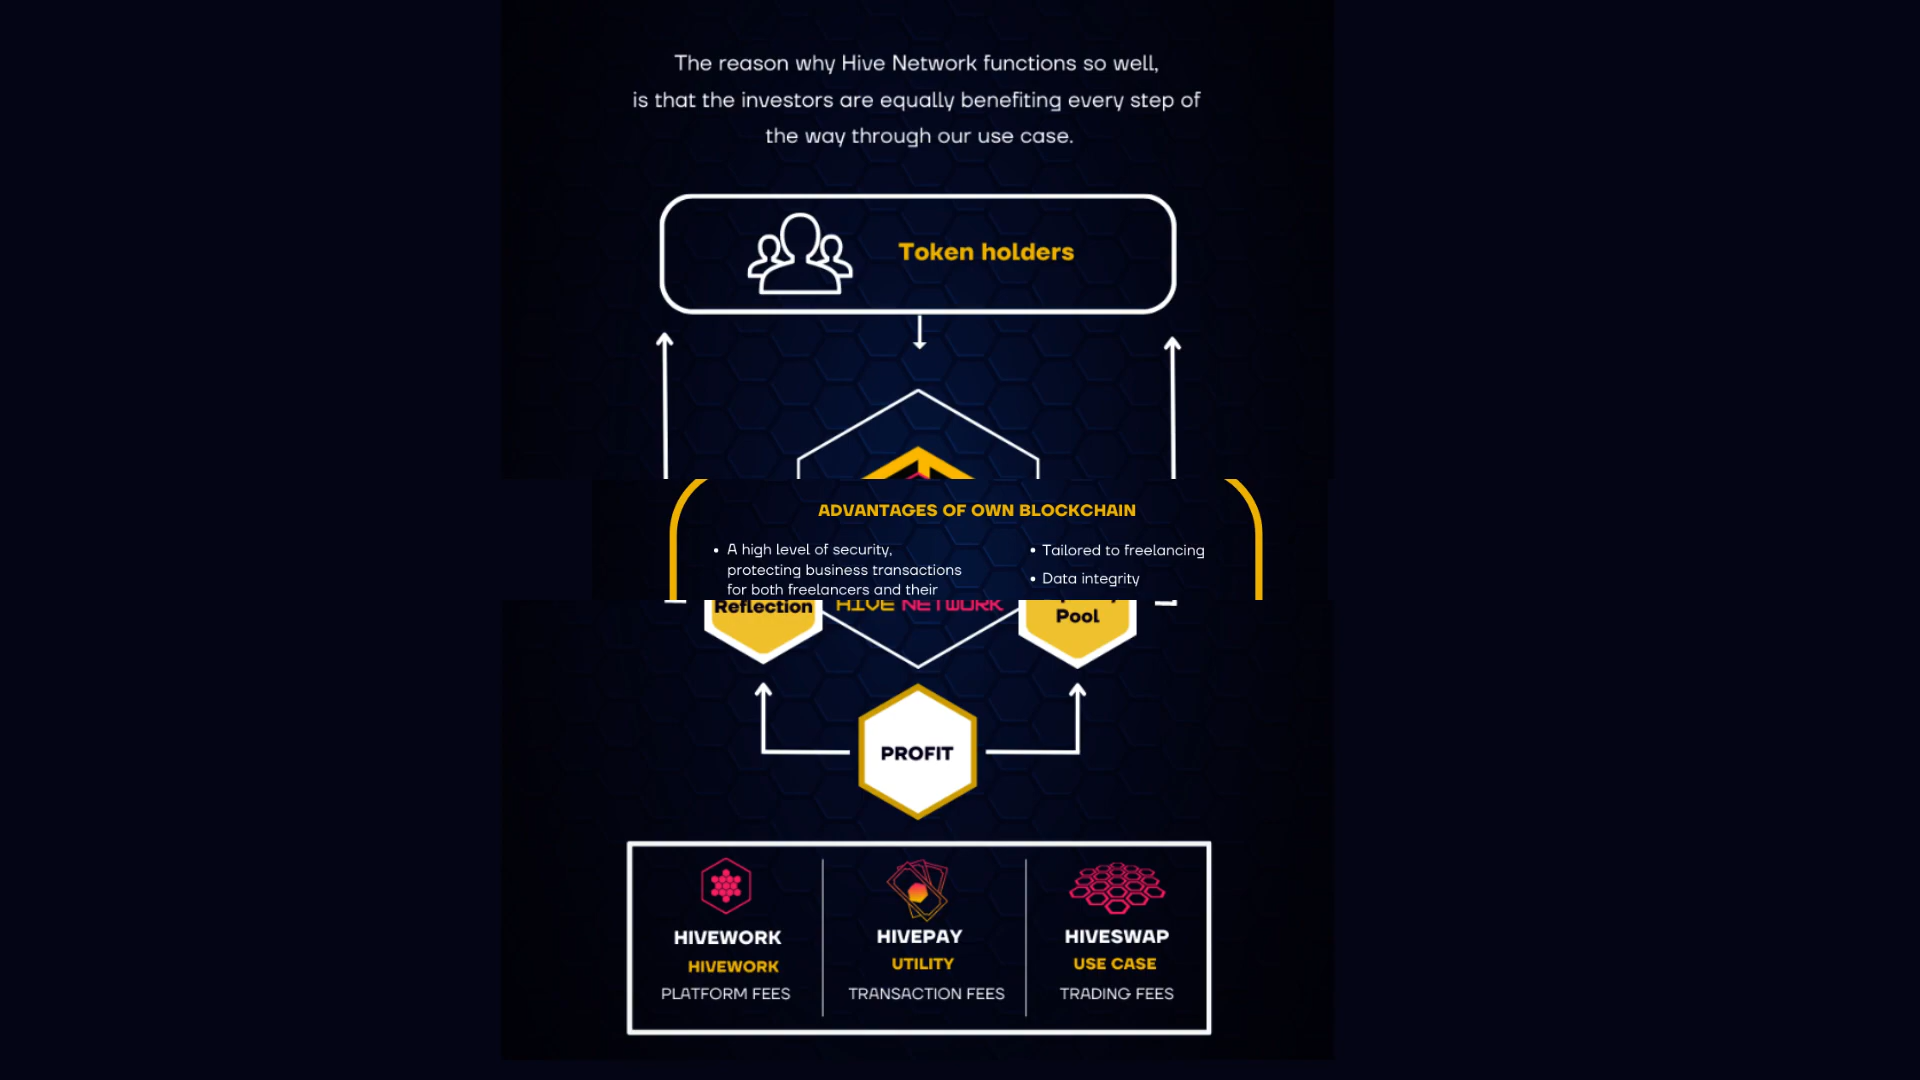 The reason why Hive Network functions so well,
is that the investors are equally benefiting every step of
the way through our use case.
Token holders
ADVANTAGES OF OWN BLOCKCHAIN
• A high level of security,
protecting business transactions
for both freelancers and their
• Tailored to freelancing
• Data integrity
Reflection
HIVE NETWORK
Pool
PROFIT
HIVEWORK
HIVEWORK
PLATFORM FEES
HIVEPAY
UTILITY
TRANSACTION FEES
HIVESWAP
USE CASE
TRADING FEES